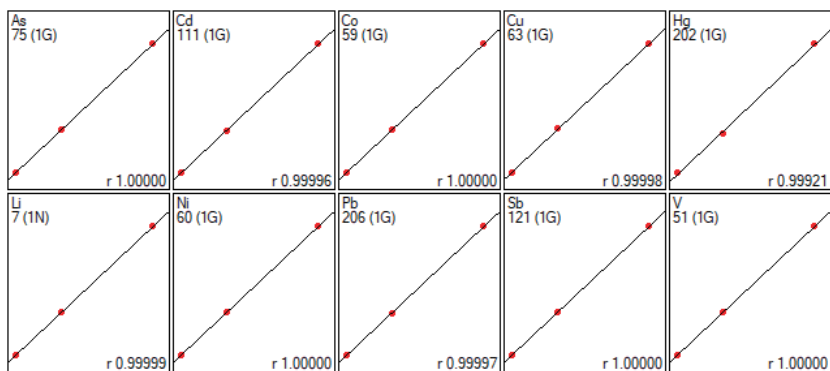 As
75 (1G)
r 1.00000
Cd
111 (1G)
r 0.99996
Co
59 (1G)
r 1.00000
Cu
63 (1G)
r 0.99998
Hg
202 (1G)
r 0.99921
Li
7 (1N)
r 0.99999
Ni
60 (1G)
r 1.00000
Pb
206 (1G)
r 0.99997
Sb
121 (1G)
r 1.00000
V
51 (1G)
r 1.00000